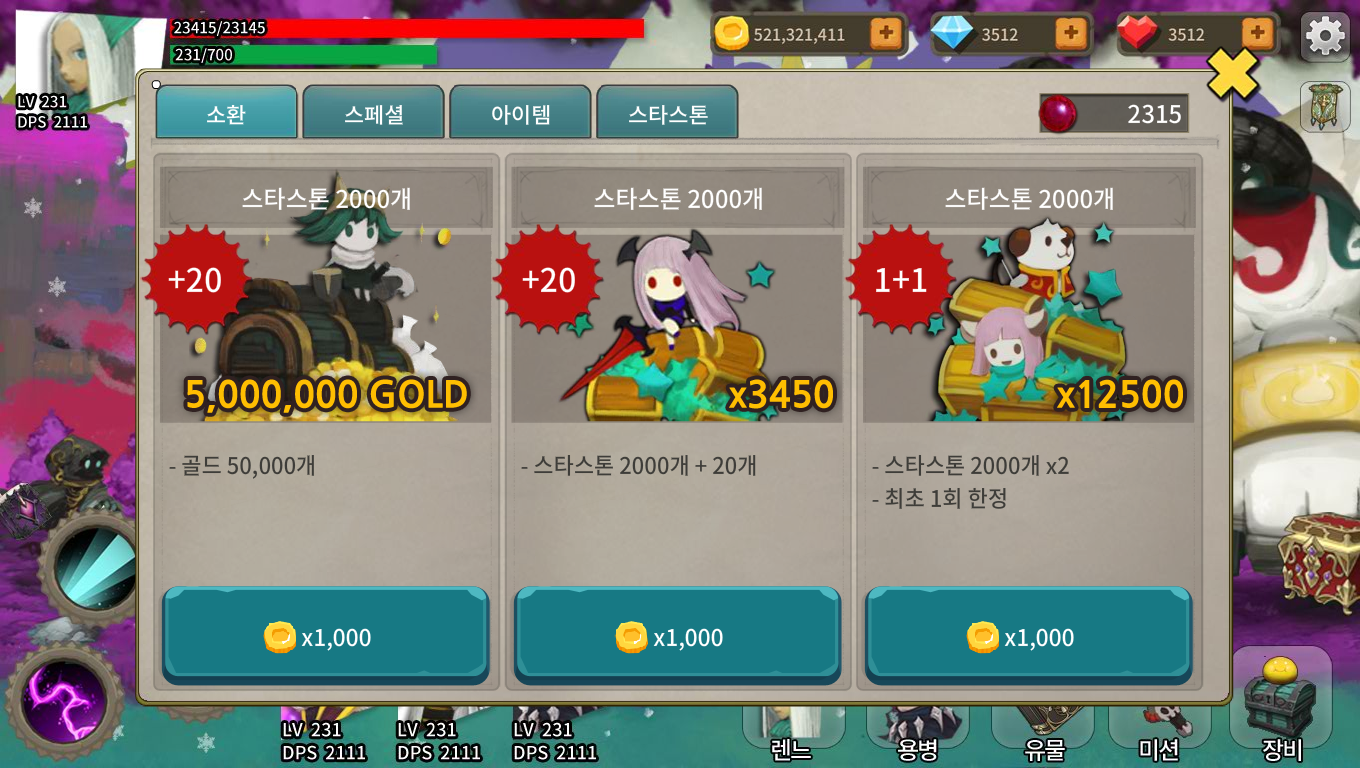 23415/23145
231/700
521,321,411
3512
3512
LV 231
DPS 2111
소환
스페셜
아이템
스타스톤
2315
스타스톤 2000개
+20
5,000,000 GOLD
- 골드 50,000개
x1,000
스타스톤 2000개
+20
x3450
- 스타스톤 2000개 + 20개
x1,000
스타스톤 2000개
1+1
x12500
- 스타스톤 2000개 x2
- 최초 1회 한정
x1,000
LV 231
DPS 2111
LV 231
DPS 2111
LV 231
DPS 2111
렌느
용병
유물
미션
장비